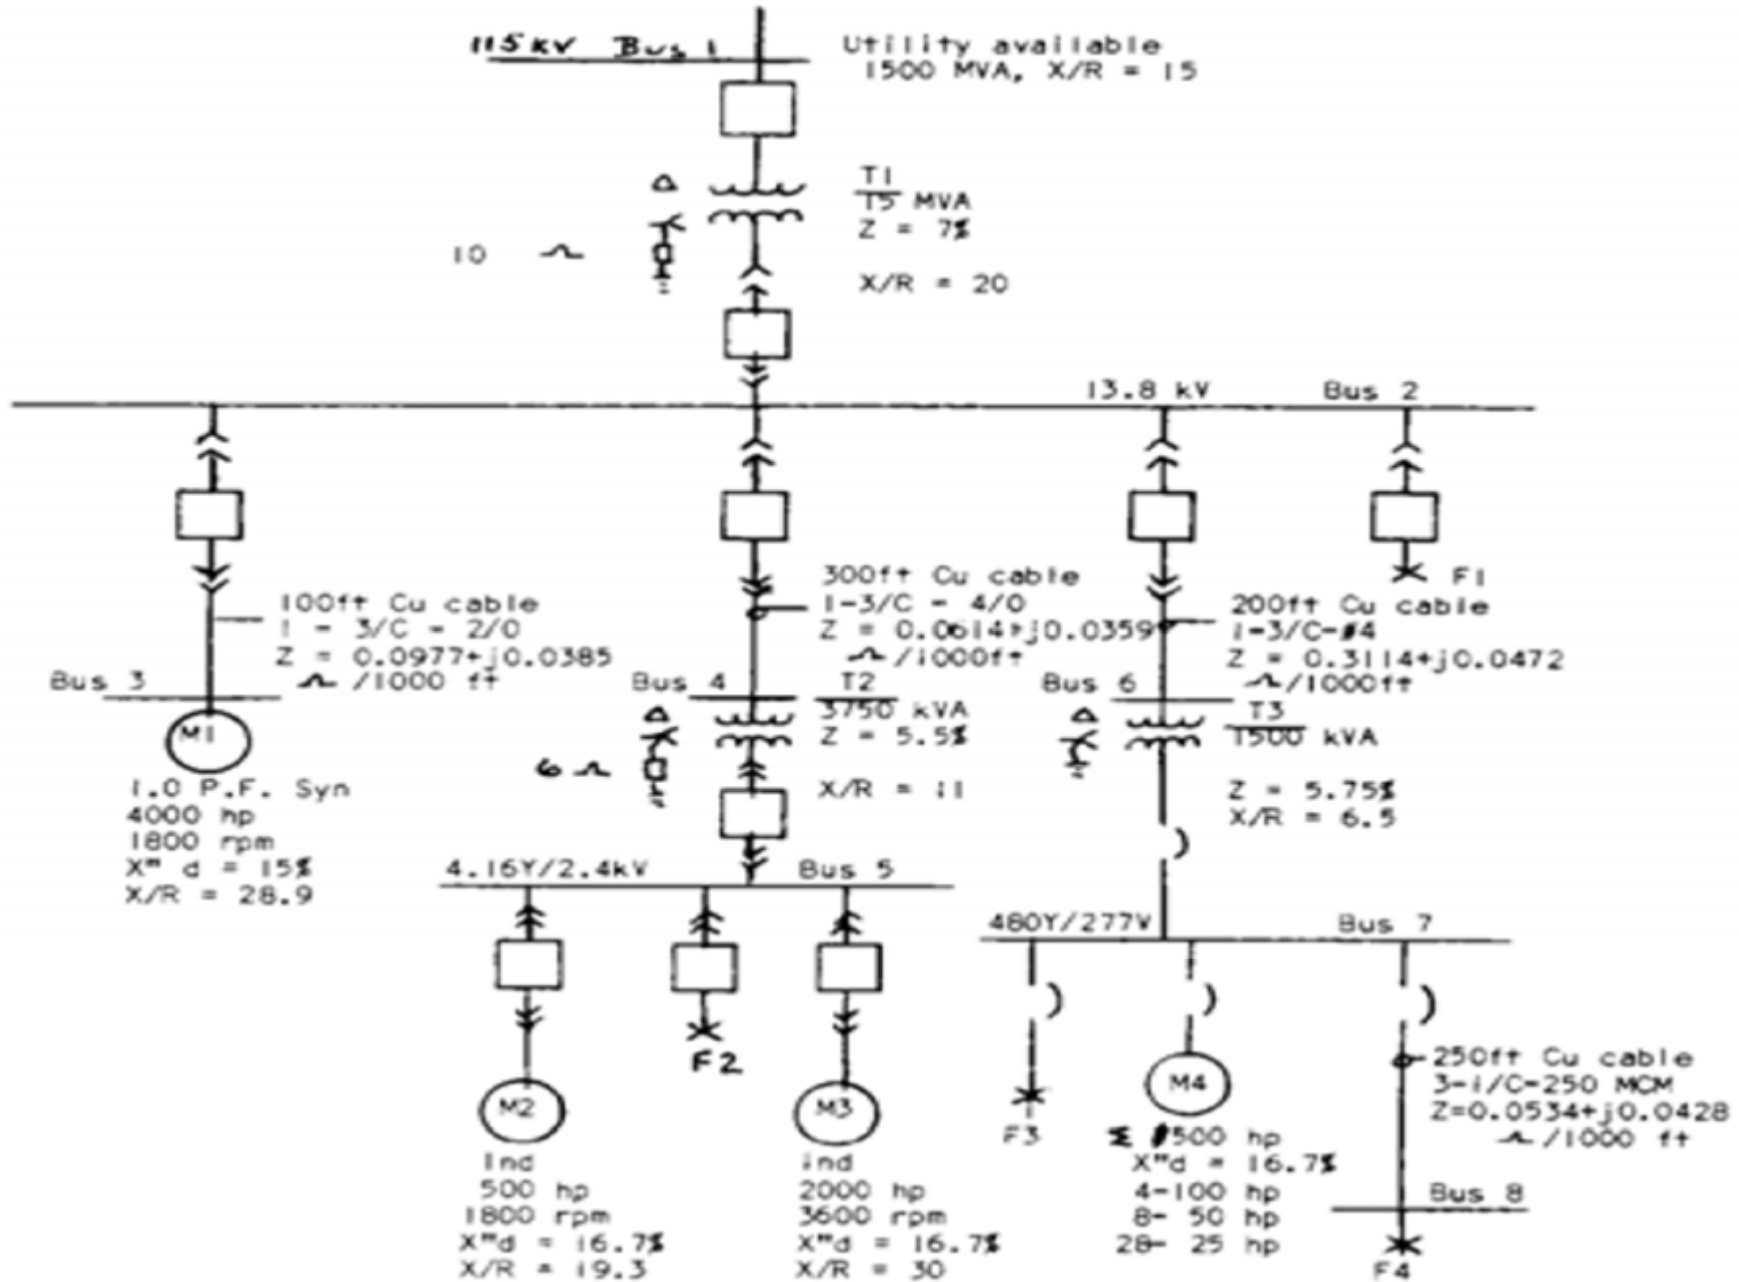 115 kV Bus 1
Utility available
1500 MVA, X/R = 15
Δ
T1
15 MVA
Z = 7%
10 Ω
X/R = 20
13.8 kV Bus 2
F1
100ft Cu cable
1 - 3/C - 2/0
Z = 0.0977+j0.0385
Ω /1000 ft
Bus 3
M1
1.0 P.F. Syn
4000 hp
1800 rpm
X" d = 15%
X/R = 28.9
300ft Cu cable
1-3/C - 4/0
Z = 0.0614+j0.0359
Ω /1000ft
Bus 4
Δ
T2
3750 kVA
Z = 5.5%
6 Ω
X/R = 11
200ft Cu cable
1-3/C-#4
Z = 0.3114+j0.0472
Ω/1000ft
Bus 6
Δ
T3
1500 kVA
Z = 5.75%
X/R = 6.5
4.16Y/2.4kV Bus 5
M2
Ind
500 hp
1800 rpm
X"d = 16.7%
X/R = 19.3
F2
M3
ind
2000 hp
3600 rpm
X"d = 16.7%
X/R = 30
480Y/277V Bus 7
F3
M4
500 hp
X"d = 16.7%
4-100 hp
8- 50 hp
28- 25 hp
250ft Cu cable
3-1/C-250 MCM
Z=0.0534+j0.0428
Ω /1000 ft
Bus 8
F4